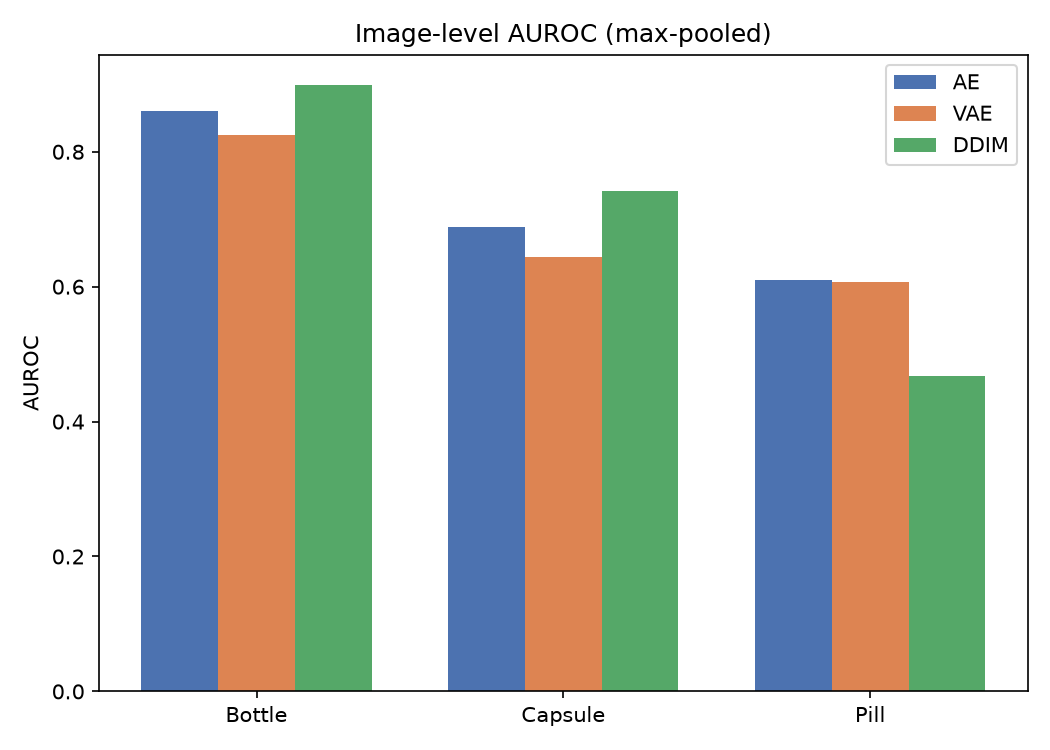 Image-level AUROC (max-pooled)
AE
VAE
DDIM
AUROC
0.8
0.6
0.4
0.2
0.0
Bottle
Capsule
Pill